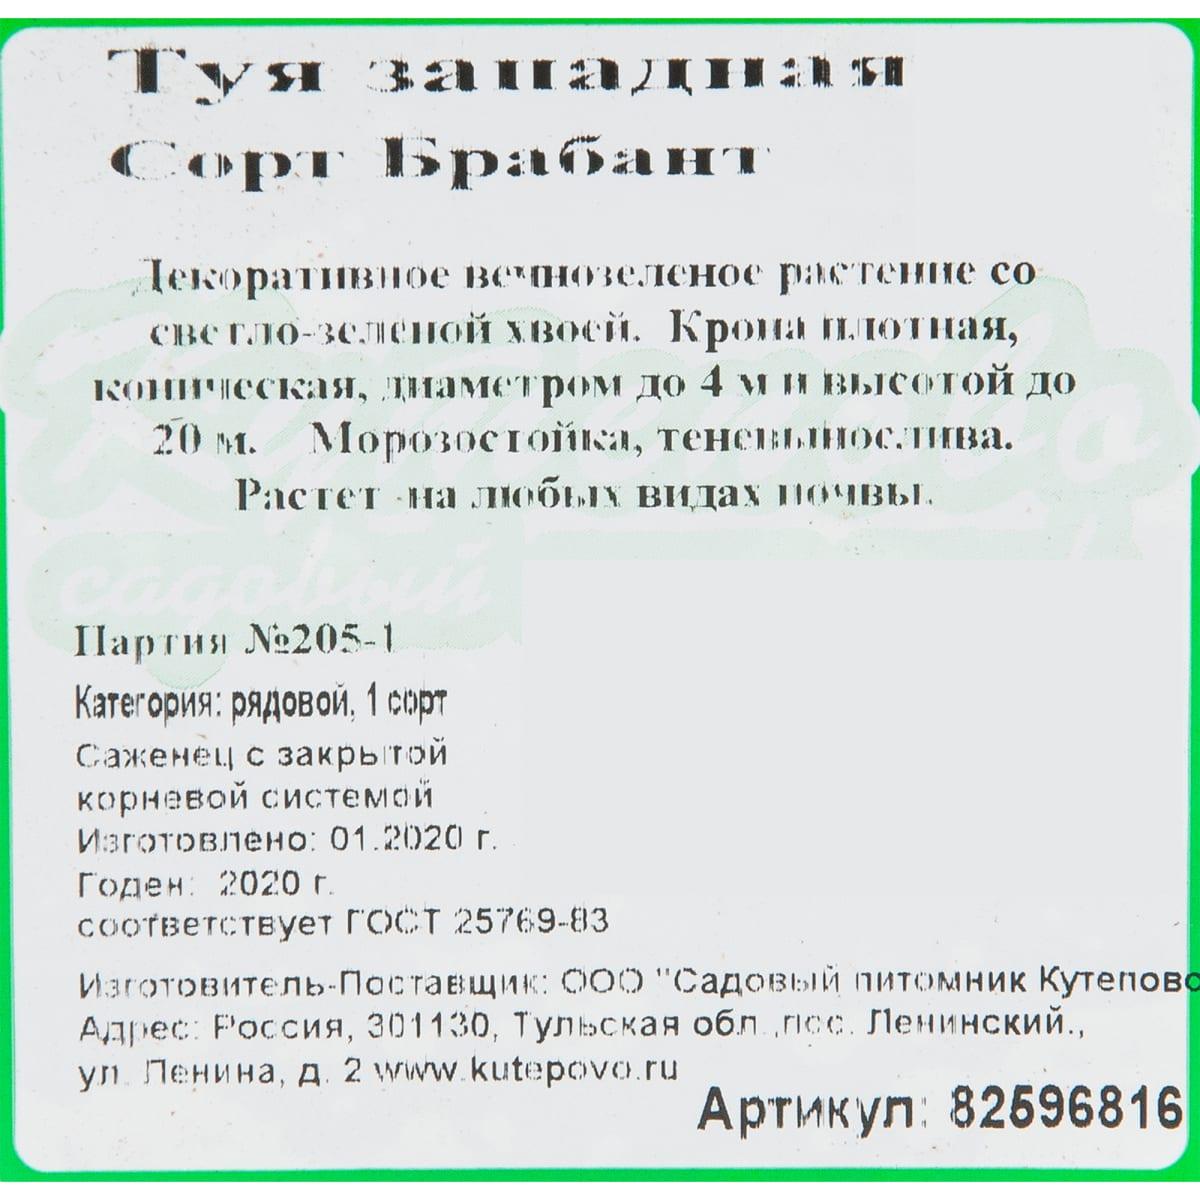 Туя западная
Сорт Брабант
Декоративное вечнозеленое растение со
светло-зеленой хвоей. Крона плотная,
коническая, диаметром до 4 м и высотой до
20 м. Морозостойка, теневынослива.
Растет на любых видах почвы.
садовый
Партия №205-1
Категория: рядовой, 1 сорт
Саженец с закрытой
корневой системой
Изготовлено: 01.2020 г.
Годен: 2020 г.
соответствует ГОСТ 25769-83
Изготовитель-Поставщик: ООО "Садовый питомник Кутепово
Адрес: Россия, 301130, Тульская обл.,пос. Ленинский.,
ул. Ленина, д. 2 www.kutepovo.ru
Артикул: 82596816